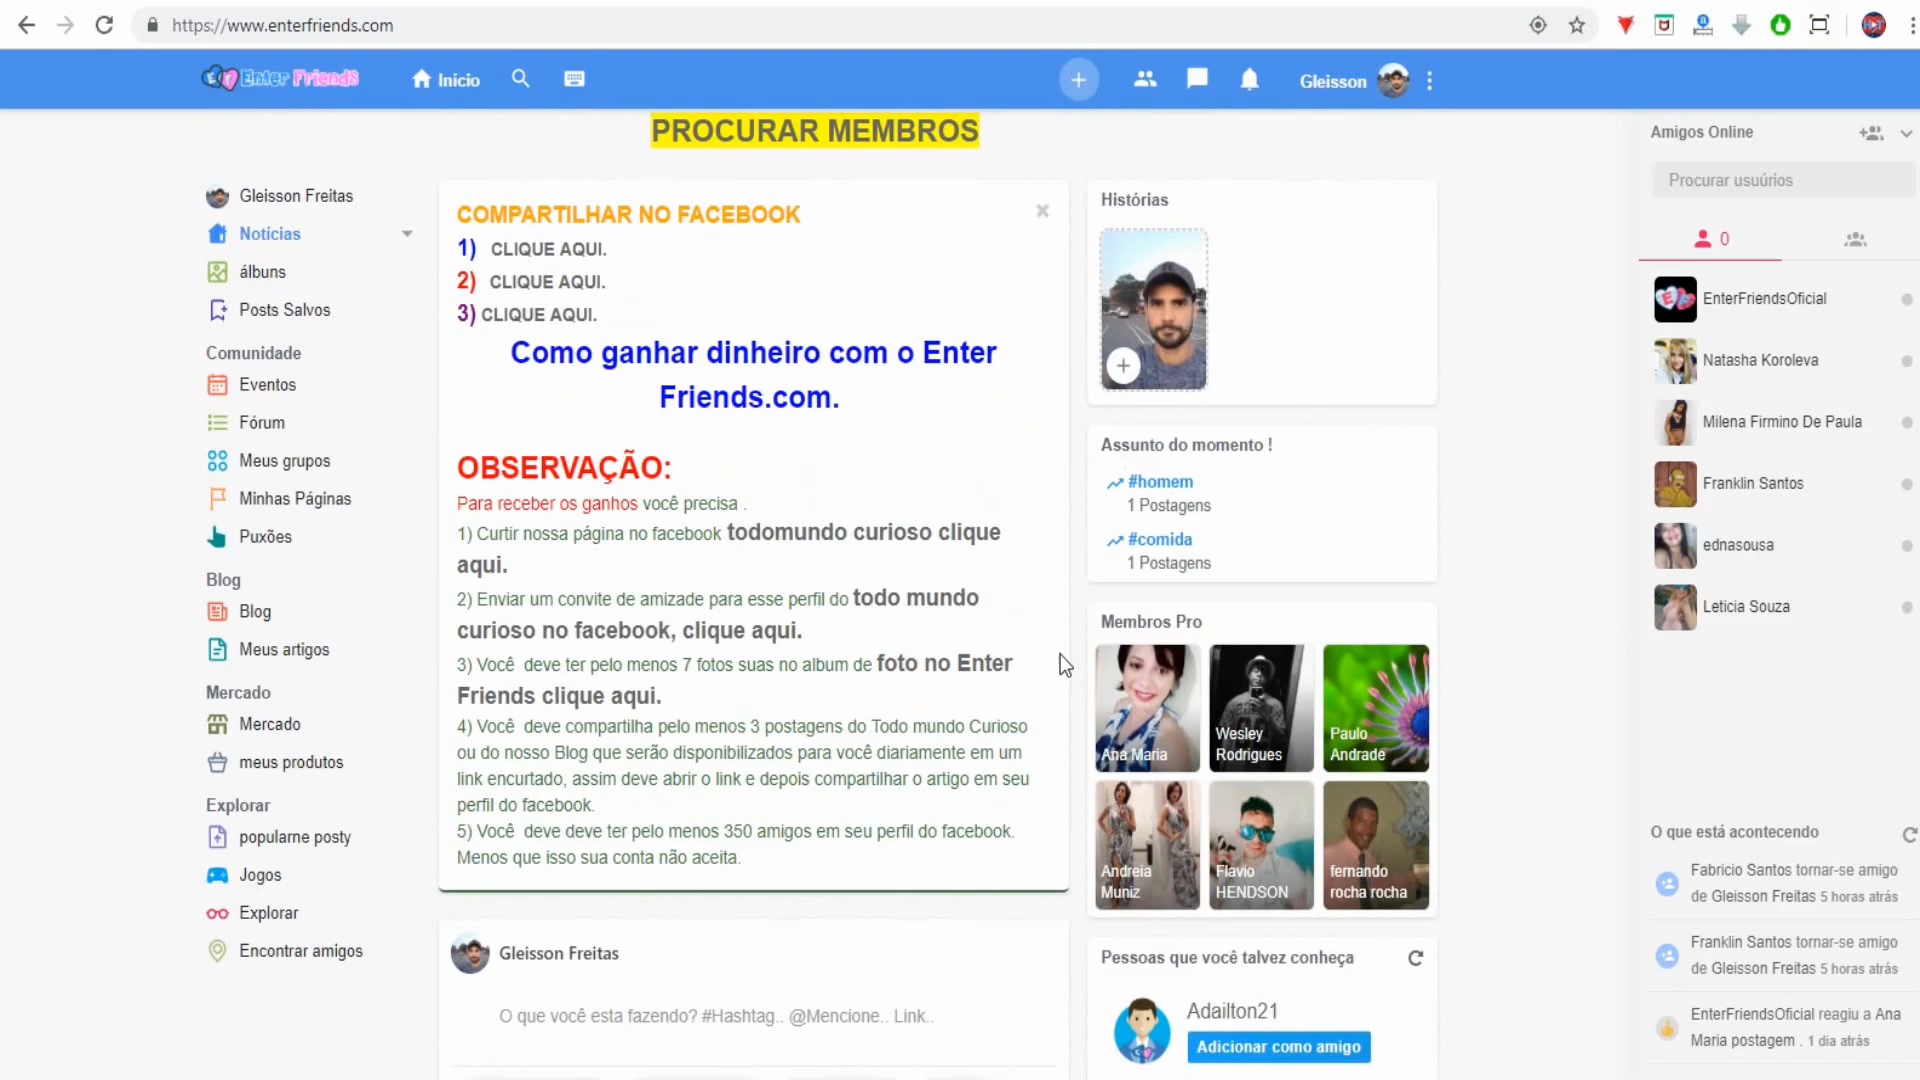 https://www.enterfriends.com
Enter Friends
Inicio
Gleisson
PROCURAR MEMBROS
Gleisson Freitas
Notícias
álbuns
Posts Salvos
Comunidade
Eventos
Fórum
Meus grupos
Minhas Páginas
Puxões
Blog
Blog
Meus artigos
Mercado
Mercado
meus produtos
Explorar
popularne posty
Jogos
Explorar
Encontrar amigos
COMPARTILHAR NO FACEBOOK
1) CLIQUE AQUI.
2) CLIQUE AQUI.
3) CLIQUE AQUI.
Como ganhar dinheiro com o Enter
Friends.com.
OBSERVAÇÃO:
Para receber os ganhos você precisa .
1) Curtir nossa página no facebook todomundo curioso clique
aqui.
2) Enviar um convite de amizade para esse perfil do todo mundo
curioso no facebook, clique aqui.
3) Você deve ter pelo menos 7 fotos suas no album de foto no Enter
Friends clique aqui.
4) Você deve compartilha pelo menos 3 postagens do Todo mundo Curioso
ou do nosso Blog que serão disponibilizados para você diariamente em um
link encurtado, assim deve abrir o link e depois compartilhar o artigo em seu
perfil do facebook.
5) Você deve deve ter pelo menos 350 amigos em seu perfil do facebook.
Menos que isso sua conta não aceita.
Gleisson Freitas
O que você esta fazendo? #Hashtag.. @Mencione.. Link..
Histórias
Assunto do momento !
#homem
1 Postagens
#comida
1 Postagens
Membros Pro
Ana Maria
Wesley
Rodrigues
Paulo
Andrade
Andreia
Muniz
Flavio
HENDSON
fernando
rocha rocha
Pessoas que você talvez conheça
Adailton21
Adicionar como amigo
Amigos Online
Procurar usuúrios
0
EnterFriendsOficial
Natasha Koroleva
Milena Firmino De Paula
Franklin Santos
ednasousa
Leticia Souza
O que está acontecendo
Fabricio Santos tornar-se amigo
de Gleisson Freitas 5 horas atrás
Franklin Santos tornar-se amigo
de Gleisson Freitas 5 horas atrás
EnterFriendsOficial reagiu a Ana
Maria postagem . 1 dia atrás